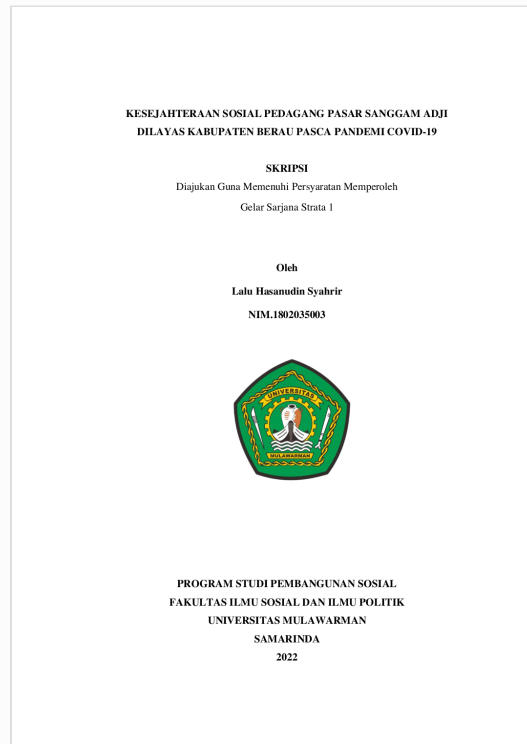 KESEJAHTERAAN SOSIAL PEDAGANG PASAR SANGGAM ADJI
DILAYAS KABUPATEN BERAU PASCA PANDEMI COVID-19
SKRIPSI
Diajukan Guna Memenuhi Persyaratan Memperoleh
Gelar Sarjana Strata 1
Oleh
Lalu Hasanudin Syahrir
NIM.1802035003
UNIVERSITAS
MULAWARMAN
PROGRAM STUDI PEMBANGUNAN SOSIAL
FAKULTAS ILMU SOSIAL DAN ILMU POLITIK
UNIVERSITAS MULAWARMAN
SAMARINDA
2022